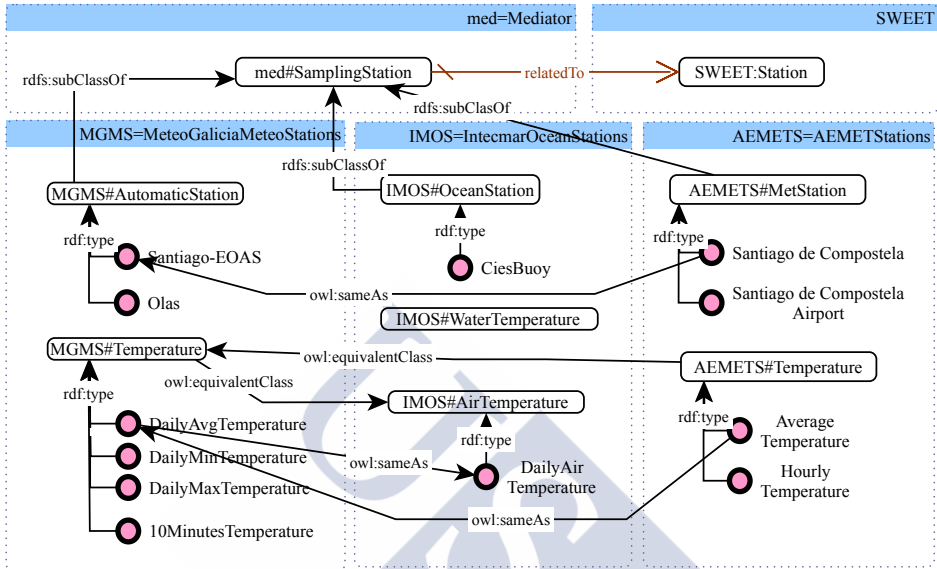 med=Mediator
SWEET
rdfs:subClassOf
med#SamplingStation
relatedTo
SWEET:Station
rdfs:subClasOf
MGMS=MeteoGaliciaMeteoStations
IMOS=IntecmarOceanStations
AEMETS=AEMETStations
rdfs:subClassOf
MGMS#AutomaticStation
IMOS#OceanStation
AEMETS#MetStation
rdf:type
rdf:type
rdf:type
Santiago-EOAS
CiesBuoy
Santiago de Compostela
owl:sameAs
Olas
Santiago de Compostela
Airport
IMOS#WaterTemperature
MGMS#Temperature
owl:equivalentClass
AEMETS#Temperature
owl:equivalentClass
rdf:type
IMOS#AirTemperature
rdf:type
DailyAvgTemperature
rdf:type
Average
Temperature
DailyMinTemperature
owl:sameAs
DailyAir
Temperature
Hourly
Temperature
DailyMaxTemperature
owl:sameAs
10MinutesTemperature